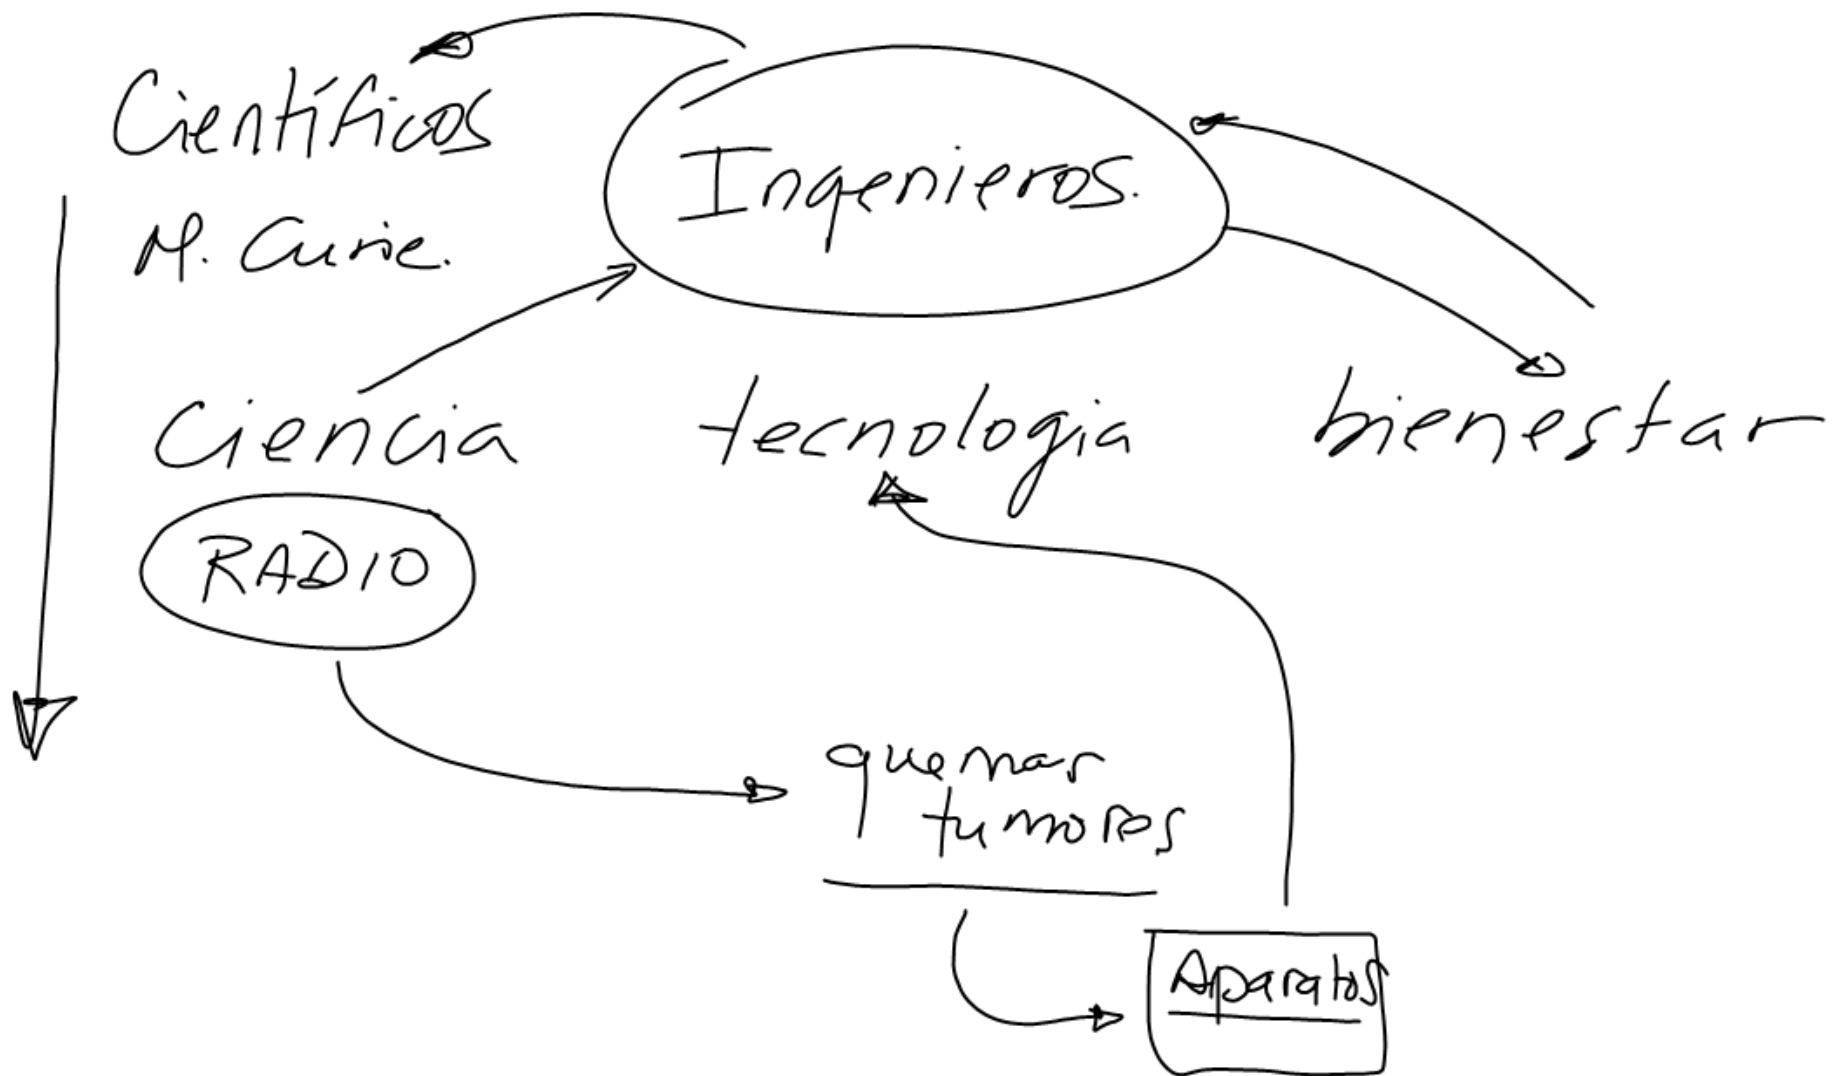 Científicos
Ingenieros.
M. Curie.
Ciencia
tecnologia
bienestar
RADIO
quemar
tumores
Aparatos